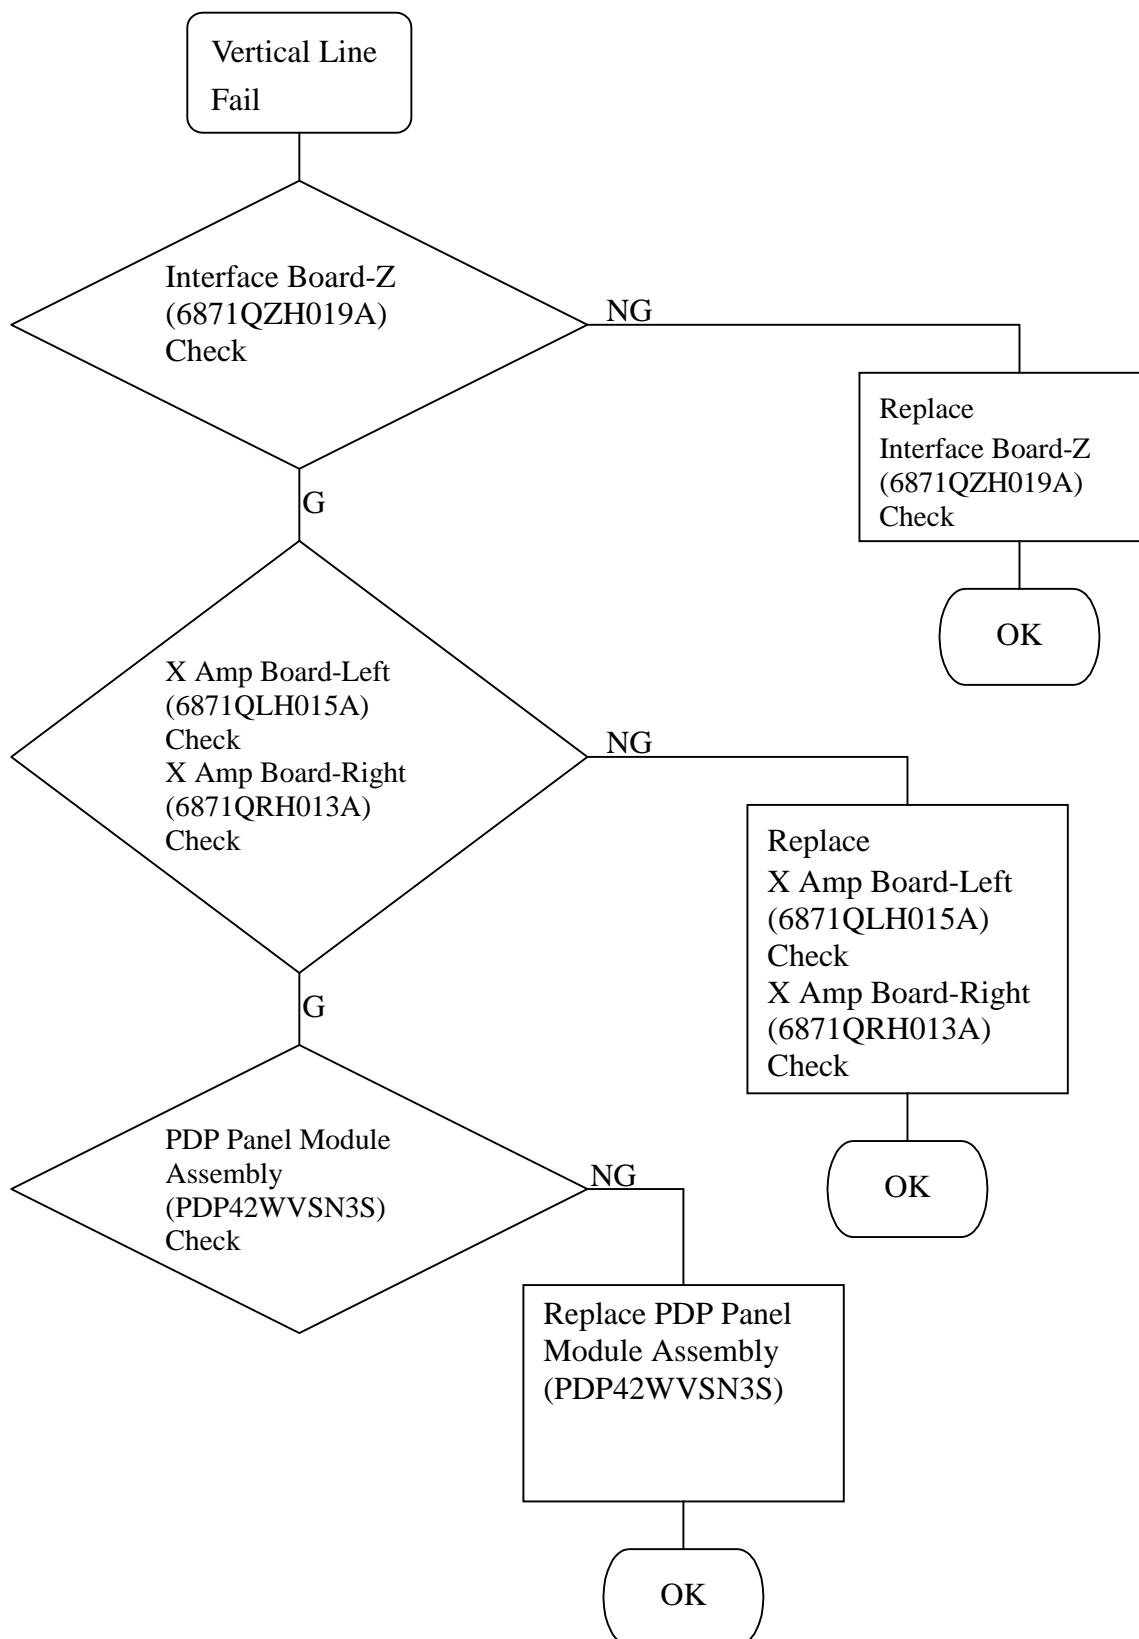 Vertical Line
Fail
Interface Board-Z
(6871QZH019A)
Check
NG
Replace
Interface Board-Z
(6871QZH019A)
Check
OK
G
X Amp Board-Left
(6871QLH015A)
Check
X Amp Board-Right
(6871QRH013A)
Check
NG
Replace
X Amp Board-Left
(6871QLH015A)
Check
X Amp Board-Right
(6871QRH013A)
Check
OK
G
PDP Panel Module
Assembly
(PDP42WVSN3S)
Check
NG
Replace PDP Panel
Module Assembly
(PDP42WVSN3S)
OK